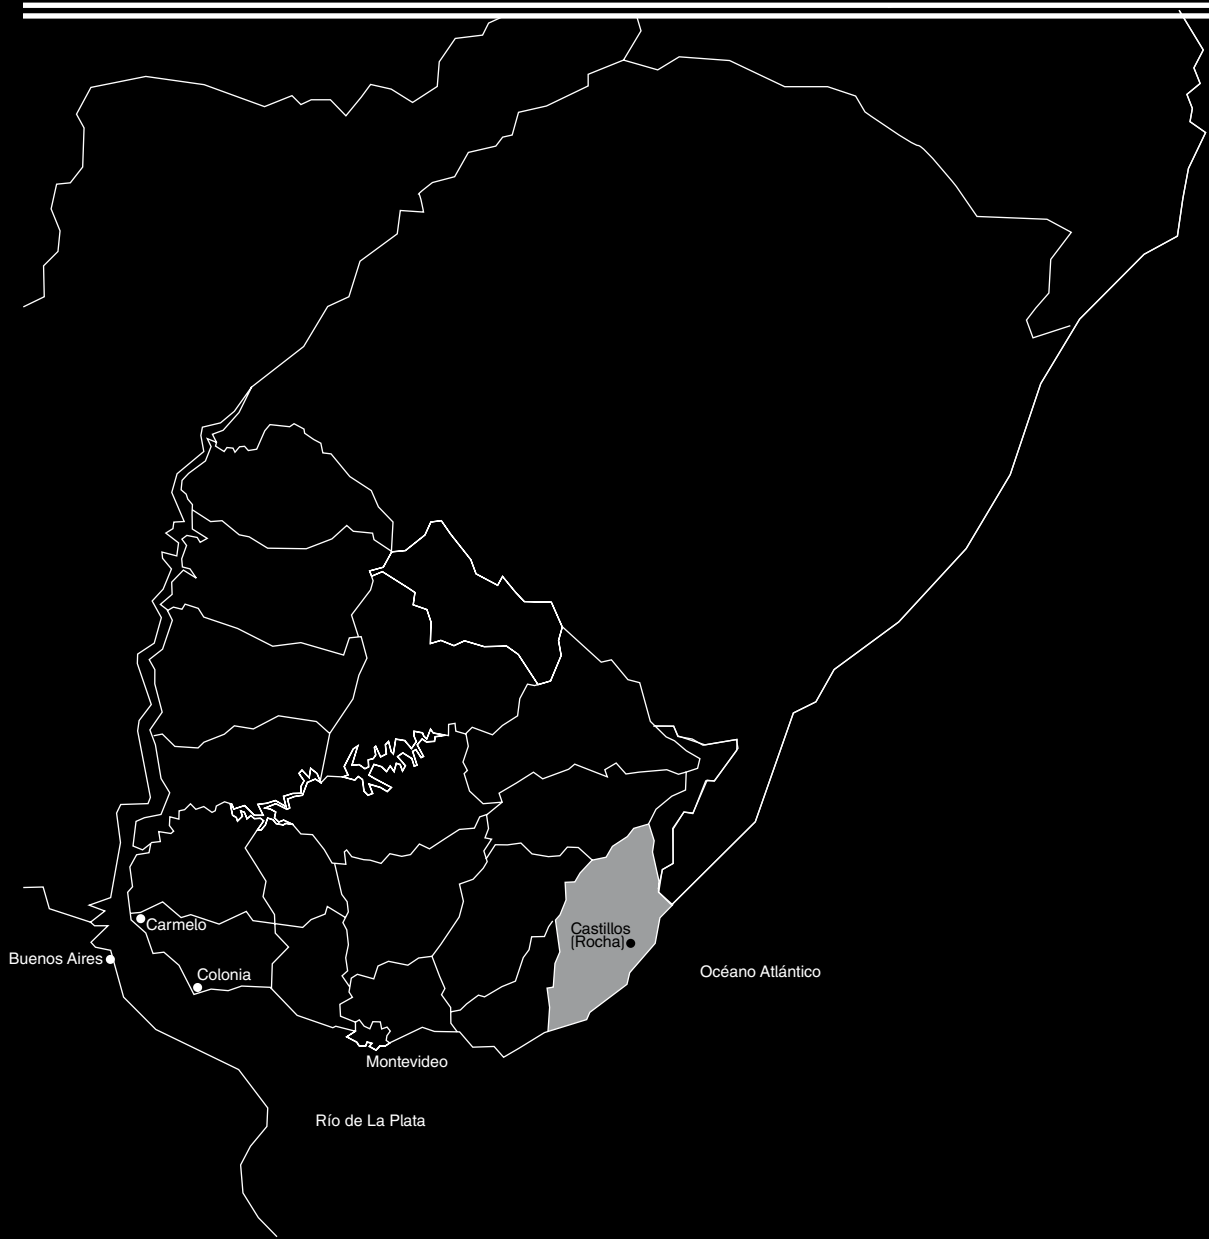 Carmelo
Castillos
(Rocha)
Buenos Aires
Colonia
Océano Atlántico
Montevideo
Río de La Plata